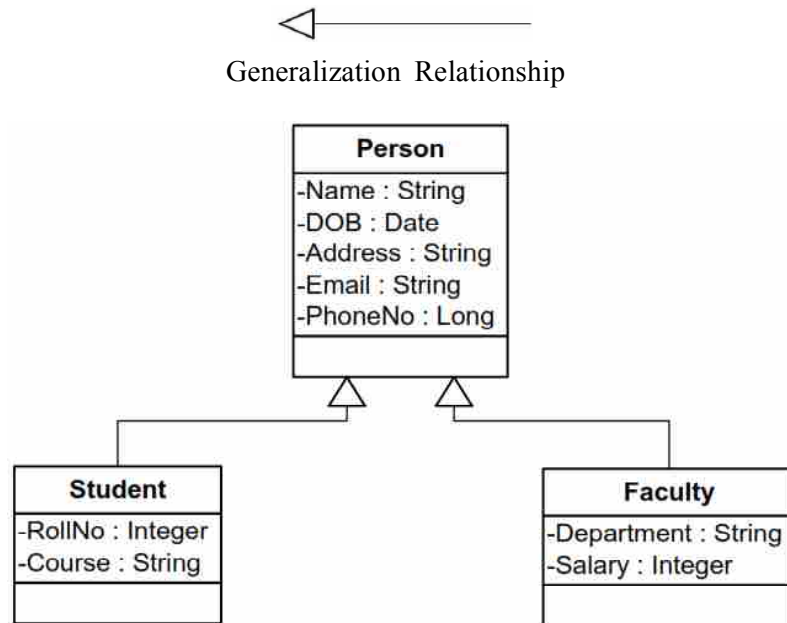 Generalization Relationship
Person
-Name : String
-DOB : Date
-Address : String
-Email : String
-PhoneNo : Long
Student
-RollNo : Integer
-Course : String
Faculty
-Department : String
-Salary : Integer